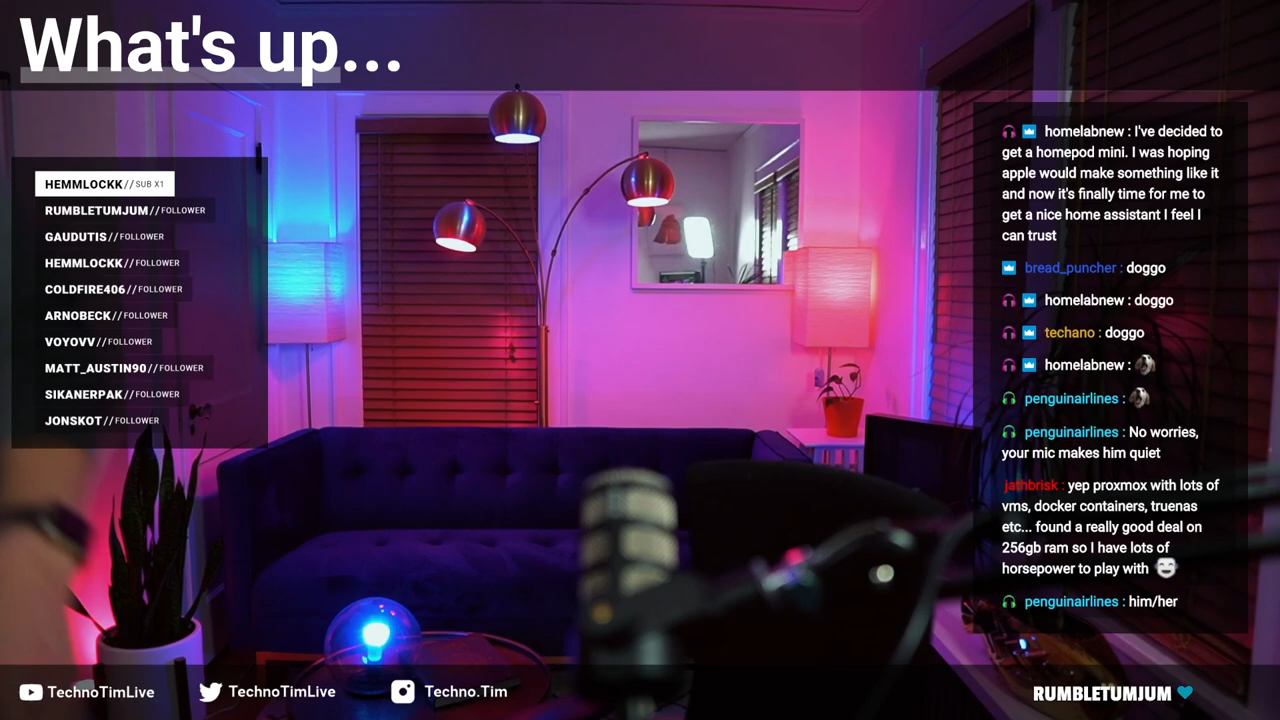 What's up...
HEMMLOCKK//SUB X1
RUMBLETUMJUM//FOLLOWER
GAUDUTIS//FOLLOWER
HEMMLOCKK//FOLLOWER
COLDFIRE406//FOLLOWER
ARNOBECK//FOLLOWER
VOYOVV//FOLLOWER
MATT_AUSTIN90//FOLLOWER
SIKANERPAK//FOLLOWER
JONSKOT//FOLLOWER
homelabnew : I've decided to
get a homepod mini. I was hoping
apple would make something like it
and now it's finally time for me to
get a nice home assistant I feel I
can trust
bread_puncher : doggo
homelabnew : doggo
techano : doggo
homelabnew :
penguinairlines :
penguinairlines : No worries,
your mic makes him quiet
jathbrisk : yep proxmox with lots of
vms, docker containers, truenas
etc... found a really good deal on
256gb ram so I have lots of
horsepower to play with
penguinairlines : him/her
TechnoTimLive
TechnoTimLive
Techno.Tim
RUMBLETUMJUM